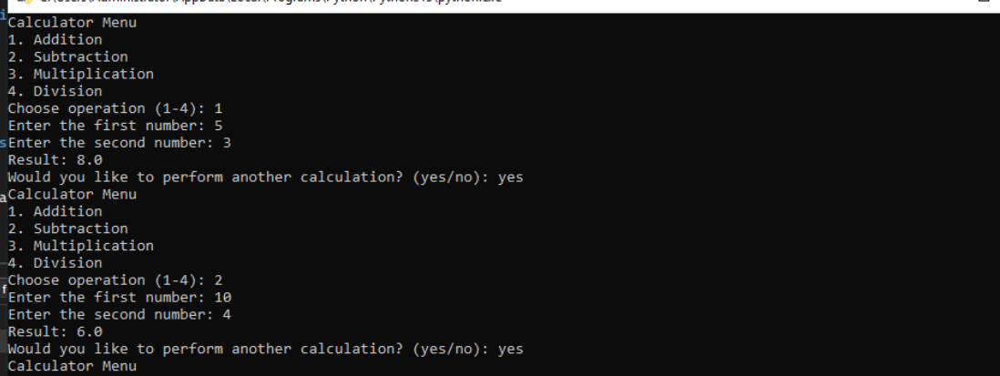 Calculator Menu
1. Addition
2. Subtraction
3. Multiplication
4. Division
Choose operation (1-4): 1
Enter the first number: 5
Enter the second number: 3
Result: 8.0
Would you like to perform another calculation? (yes/no): yes
Calculator Menu
1. Addition
2. Subtraction
3. Multiplication
4. Division
Choose operation (1-4): 2
Enter the first number: 10
Enter the second number: 4
Result: 6.0
Would you like to perform another calculation? (yes/no): yes
Calculator Menu